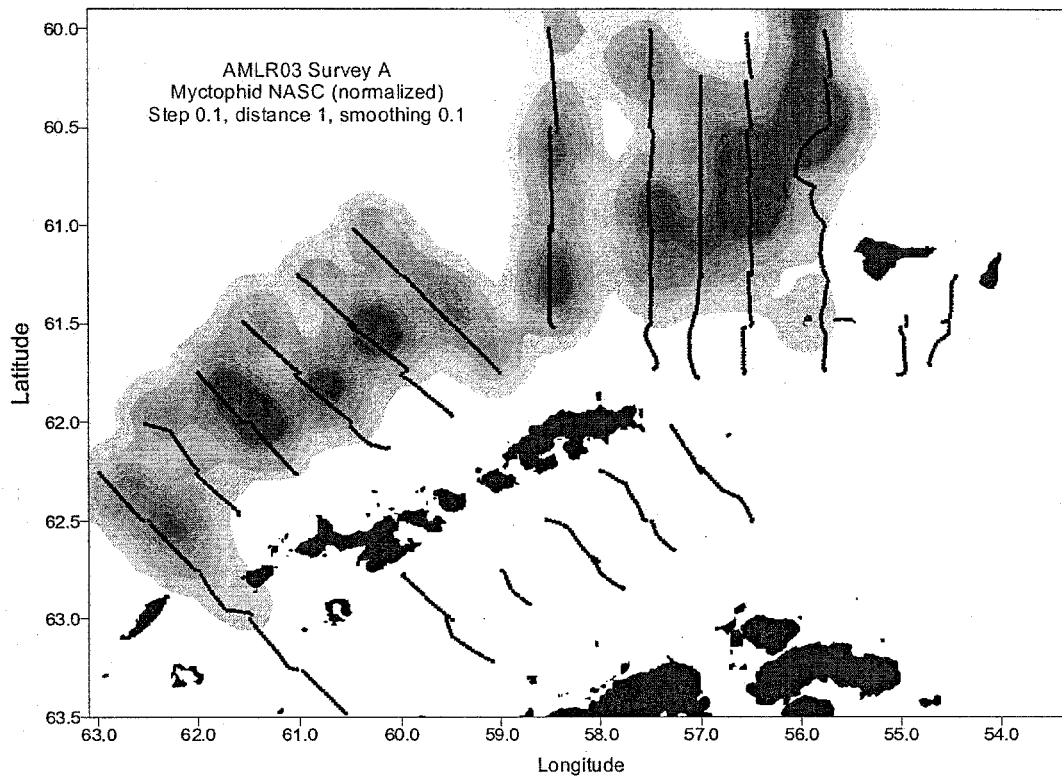 AMLR03 Survey A
Myctophid NASC (normalized)
Step 0.1, distance 1, smoothing 0.1
Latitude
60.0
60.5
61.0
61.5
62.0
62.5
63.0
63.5
63.0 62.0 61.0 60.0 59.0 58.0 57.0 56.0 55.0 54.0
Longitude